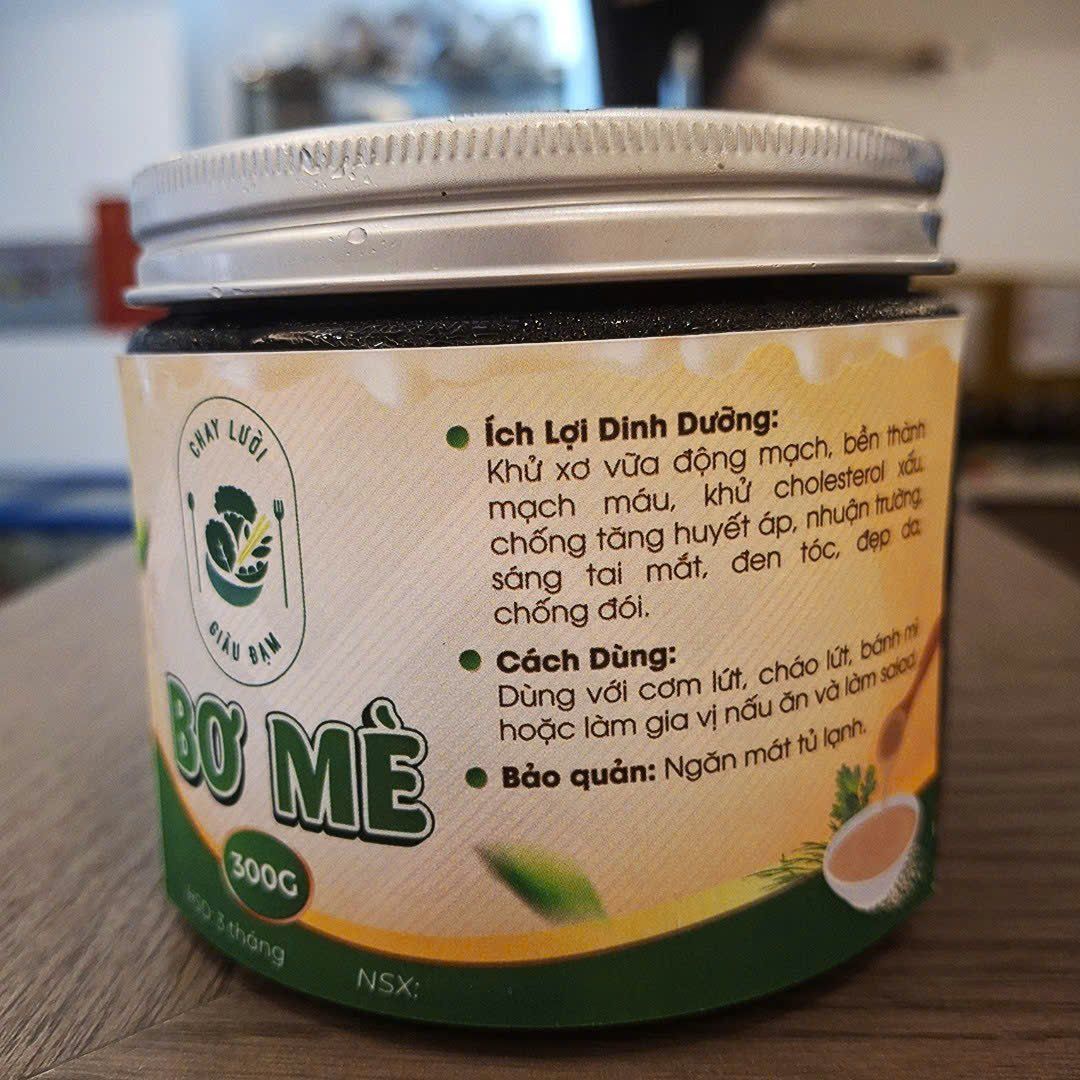 CHAY LƯỜI
GIÀU ĐẠM
BƠ MÈ
300G
HSD: 3 tháng
NSX:
Ích Lợi Dinh Dưỡng:
Khử xơ vữa động mạch, bền thành
mạch máu, khử cholesterol xấu,
chống tăng huyết áp, nhuận trường,
sáng tai mắt, đen tóc, đẹp da,
chống đói.
Cách Dùng:
Dùng với cơm lứt, cháo lứt, bánh mì
hoặc làm gia vị nấu ăn và làm salad.
Bảo quản: Ngăn mát tủ lạnh.